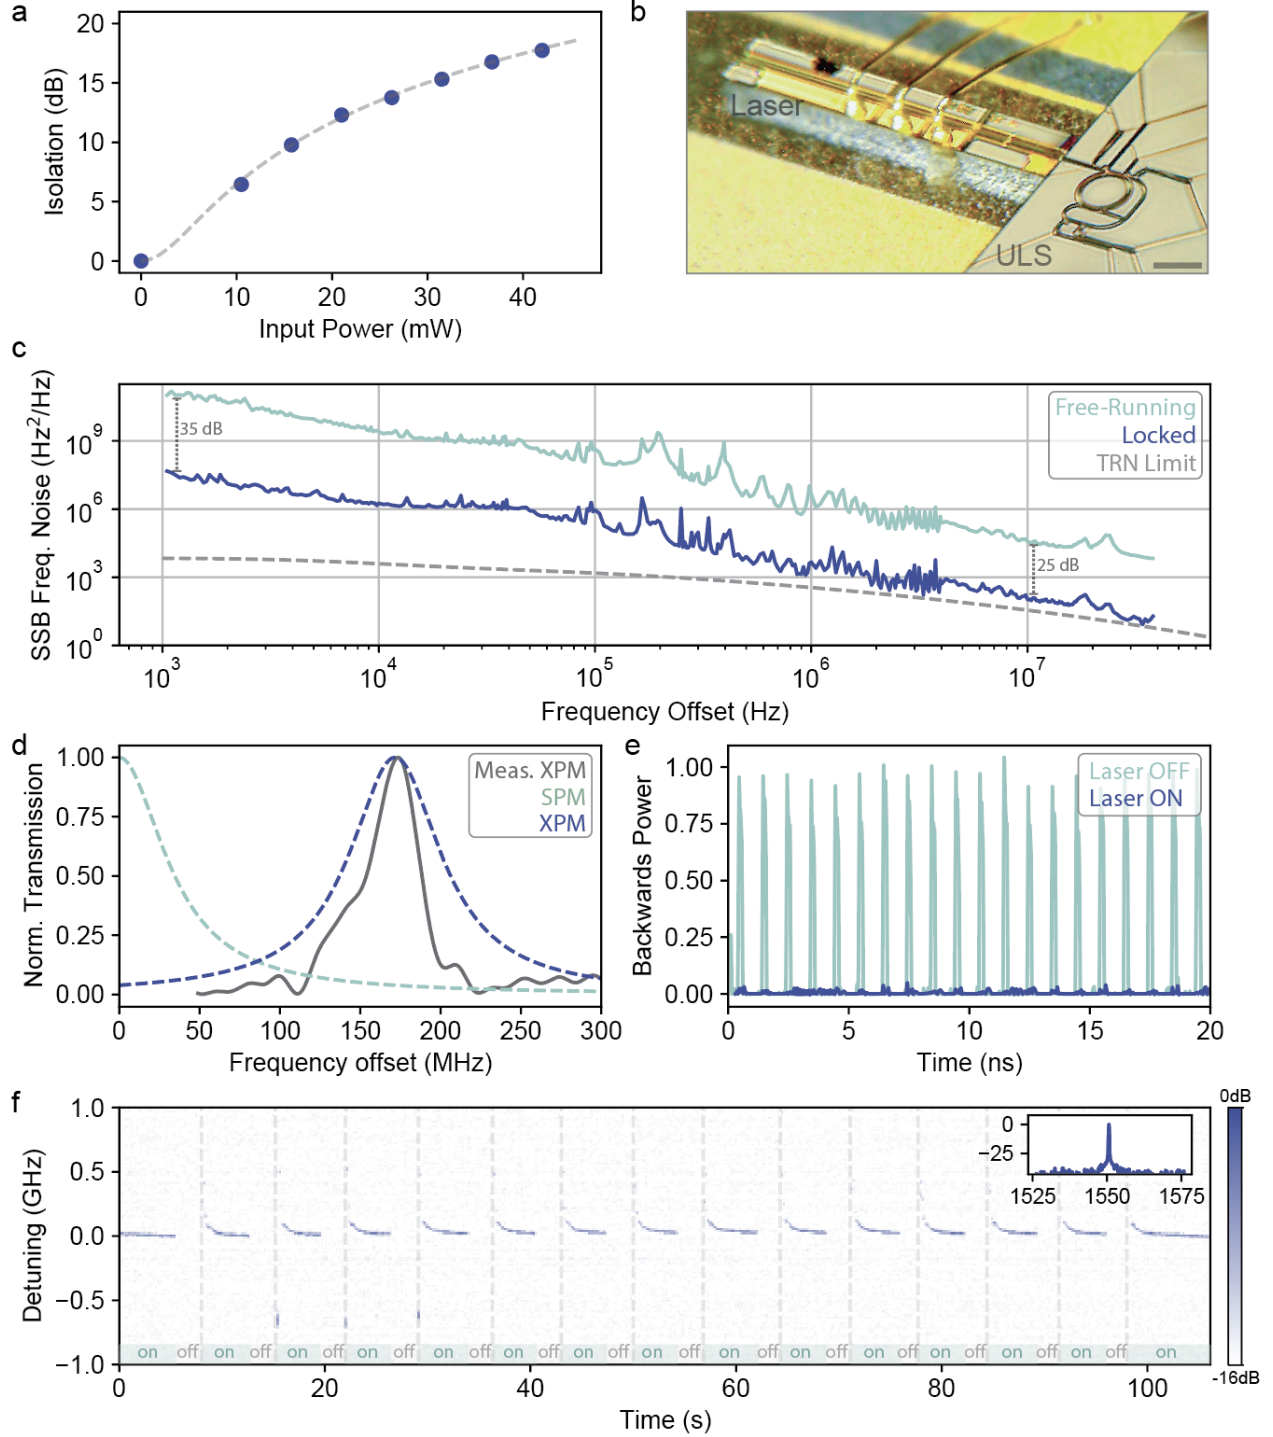 a
20
15
10
5
0
Isolation (dB)
0 10 20 30 40
Input Power (mW)
b
Laser
ULS
c
SSB Freq. Noise (Hz²/Hz)
10⁹
10⁶
10³
10⁰
35 dB
25 dB
Free-Running
Locked
TRN Limit
10³ 10⁴ 10⁵ 10⁶ 10⁷
Frequency Offset (Hz)
d
Norm. Transmission
1.00
0.75
0.50
0.25
0.00
Meas. XPM
SPM
XPM
0 50 100 150 200 250 300
Frequency offset (MHz)
e
Backwards Power
1.00
0.75
0.50
0.25
0.00
Laser OFF
Laser ON
0 5 10 15 20
Time (ns)
f
Detuning (GHz)
1.0
0.5
0.0
−0.5
−1.0
0
−25
1525 1550 1575
0dB
-16dB
on off on off on off on off on off on off on off on off on off on off on off on off on off on off on
0 20 40 60 80 100
Time (s)